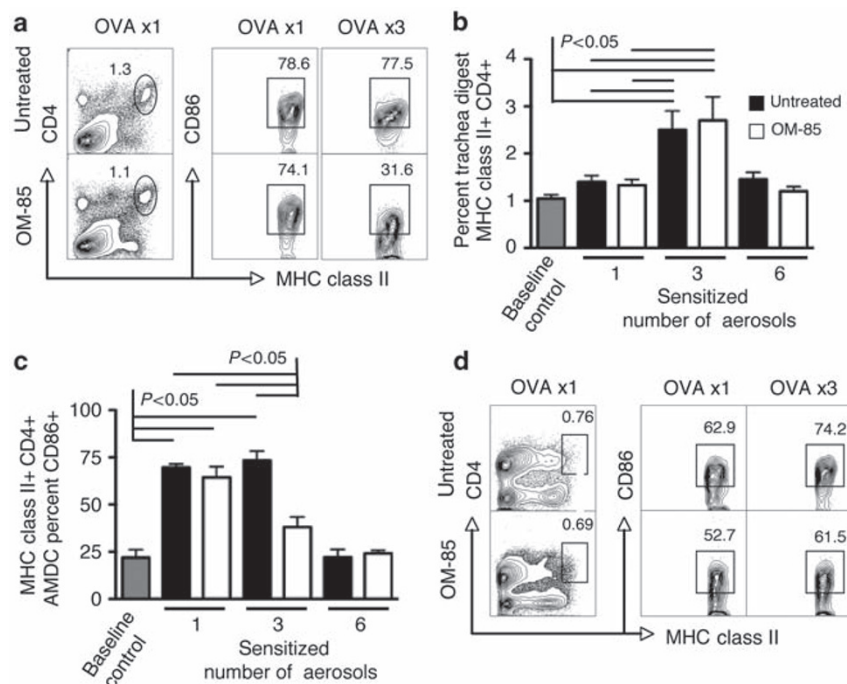 a
OVA x1
OVA x1
OVA x3
Untreated
CD4
1.3
CD86
78.6
77.5
OM-85
1.1
74.1
31.6
MHC class II
b
4
3
2
1
0
P<0.05
Percent trachea digest
MHC class II+ CD4+
Untreated
OM-85
Baseline
control
1
3
6
Sensitized
number of aerosols
c
P<0.05
P<0.05
100
75
50
25
0
MHC class II+ CD4+
AMDC percent CD86+
Baseline
control
1
3
6
Sensitized
number of aerosols
d
OVA x1
OVA x1
OVA x3
Untreated
CD4
0.76
CD86
62.9
74.2
OM-85
0.69
52.7
61.5
MHC class II